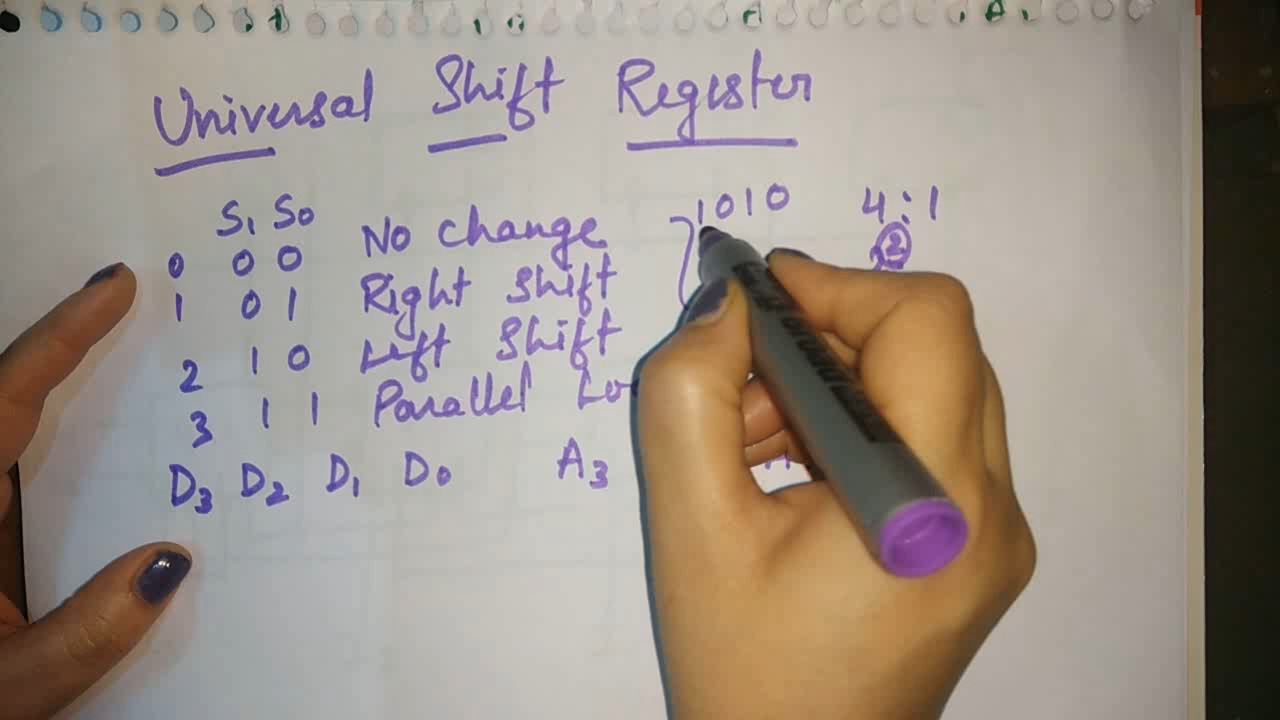 Universal Shift Register
S1 S0 1010 4:1
0 0 0 No change 2
1 0 1 Right Shift
2 1 0 Left Shift
3 1 1 Parallel
D3 D2 D1 D0 A3